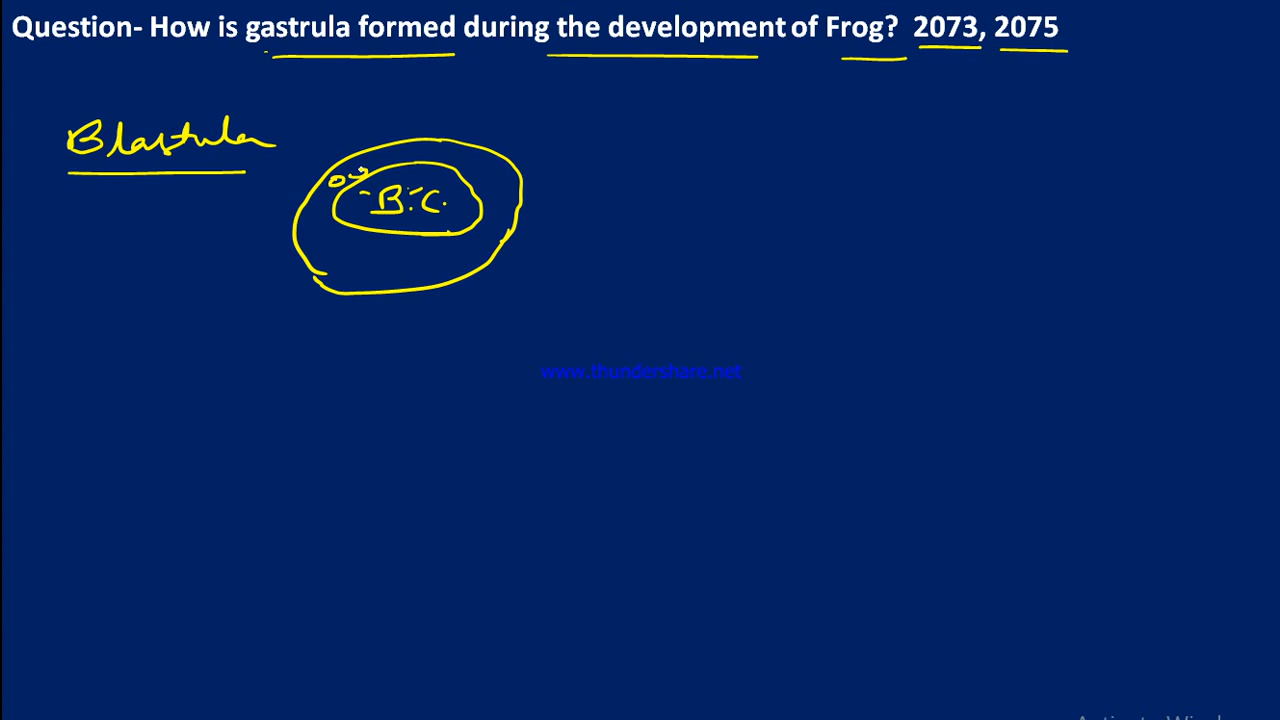 Question- How is gastrula formed during the development of Frog? 2073, 2075
Blastula
B.C.
www.thundershare.net